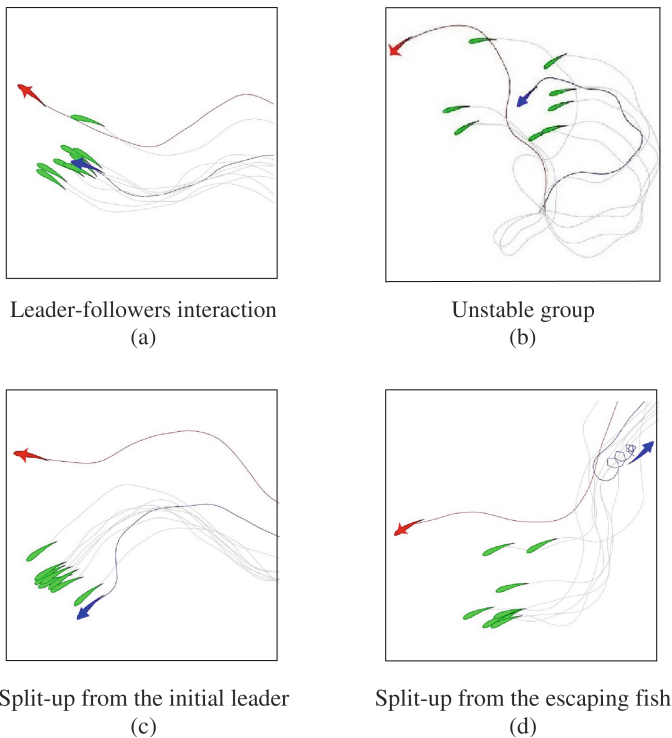 Leader-followers interaction
(a)
Unstable group
(b)
Split-up from the initial leader
(c)
Split-up from the escaping fish
(d)